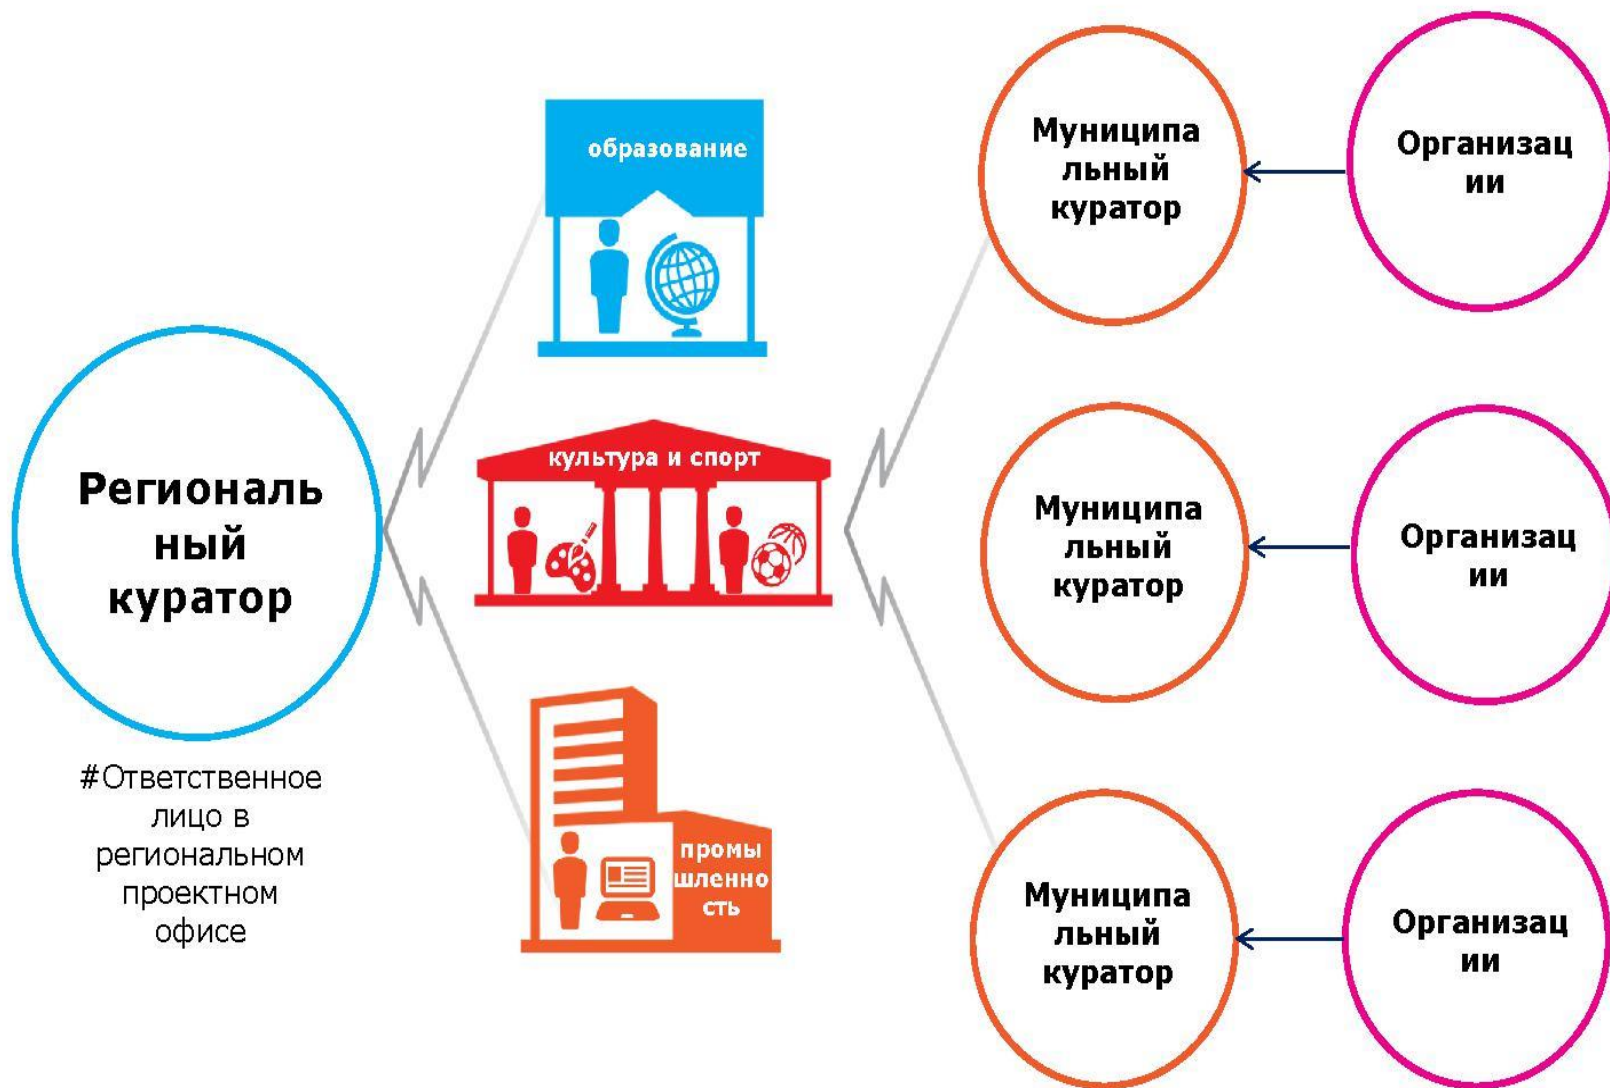 Региональ
ный
куратор
#Ответственное
лицо в
региональном
проектном
офисе
образование
культура и спорт
промы
шленно
сть
Муниципа
льный
куратор
Организац
ии
Муниципа
льный
куратор
Организац
ии
Муниципа
льный
куратор
Организац
ии